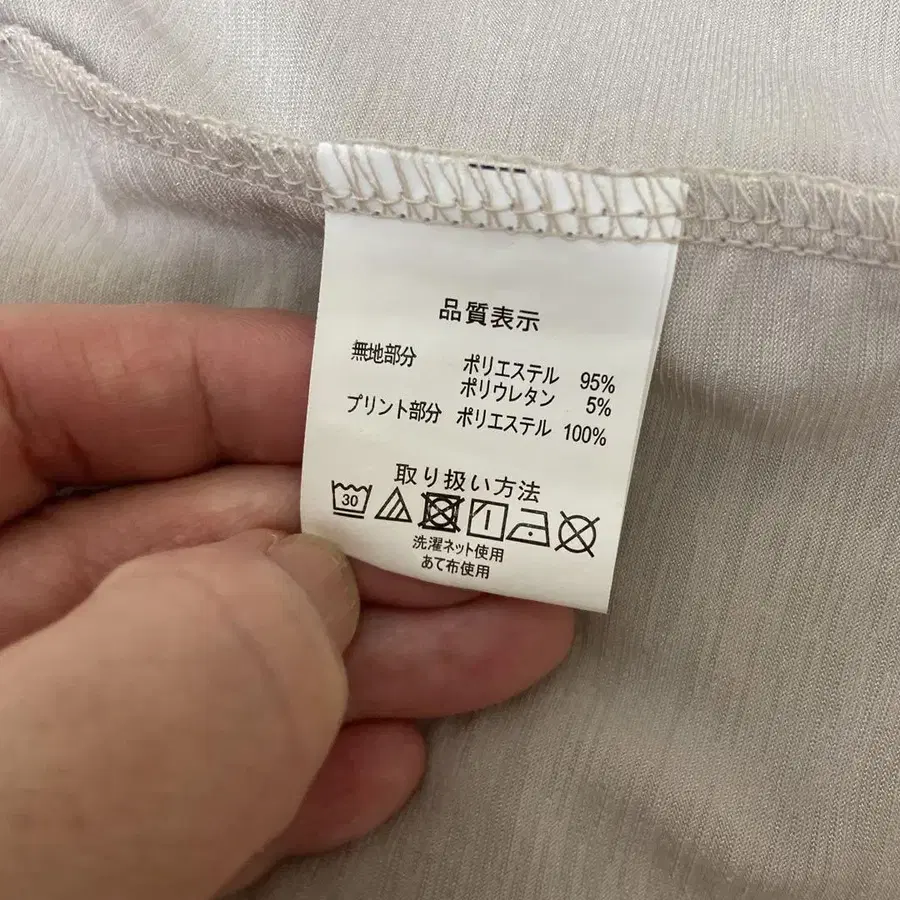 品質表示
無地部分 ポリエステル 95%
ポリウレタン 5%
プリント部分 ポリエステル 100%
取り扱い方法
30
洗濯ネット使用
あて布使用